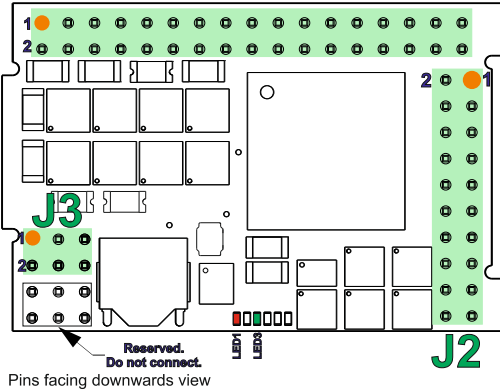 1
2
2 1
J3
1
2
LED1 LED3
J2
Reserved.
Do not connect.
Pins facing downwards view